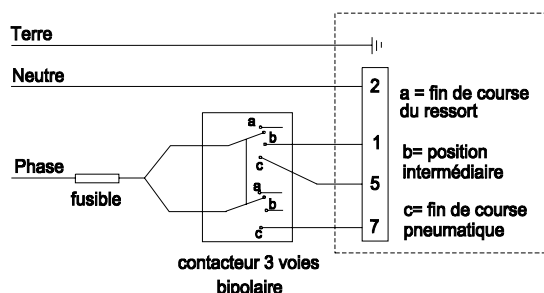 Terre
Neutre
2
a = fin de course
du ressort
a
b
1
b= position
intermédiaire
c
Phase
5
a
fusible
b
c= fin de course
pneumatique
c
7
contacteur 3 voies
bipolaire